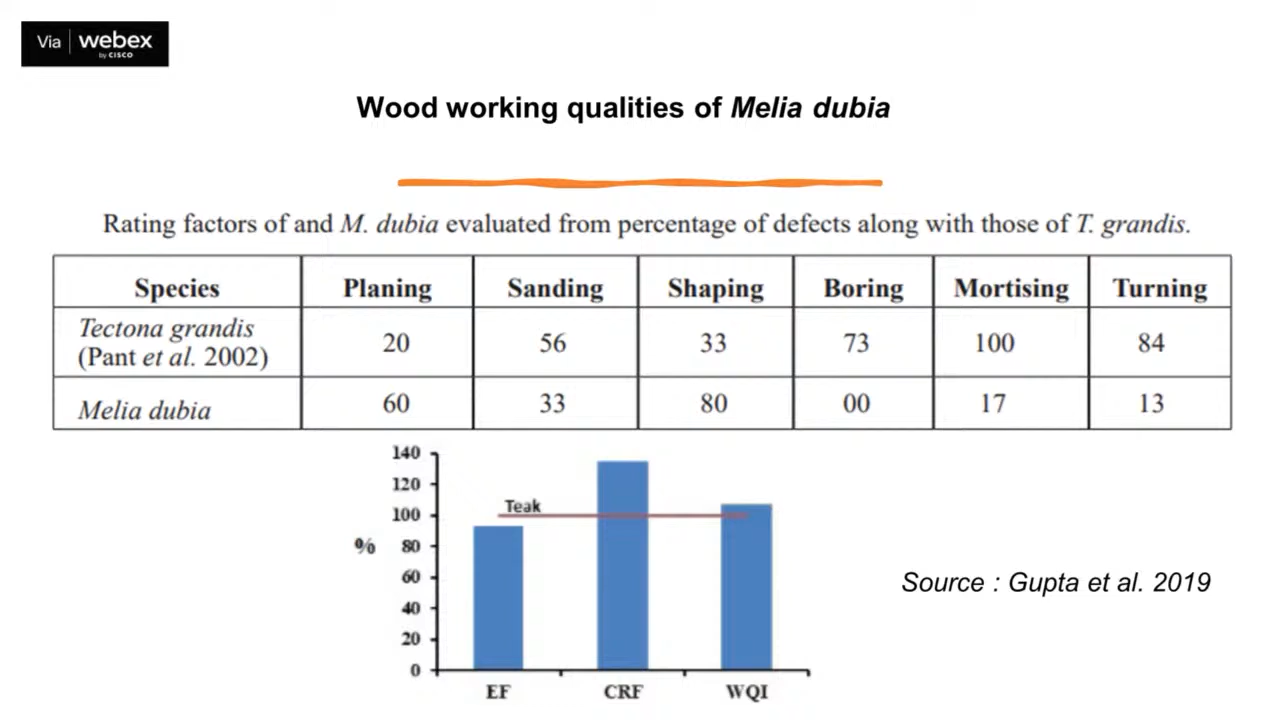 Via | webex
by CISCO
Wood working qualities of Melia dubia
Rating factors of and M. dubia evaluated from percentage of defects along with those of T. grandis.
Species Planing Sanding Shaping Boring Mortising Turning
Tectona grandis
(Pant et al. 2002) 20 56 33 73 100 84
Melia dubia 60 33 80 00 17 13
140
120
100
80
60
40
20
0
%
Teak
EF CRF WQI
Source : Gupta et al. 2019